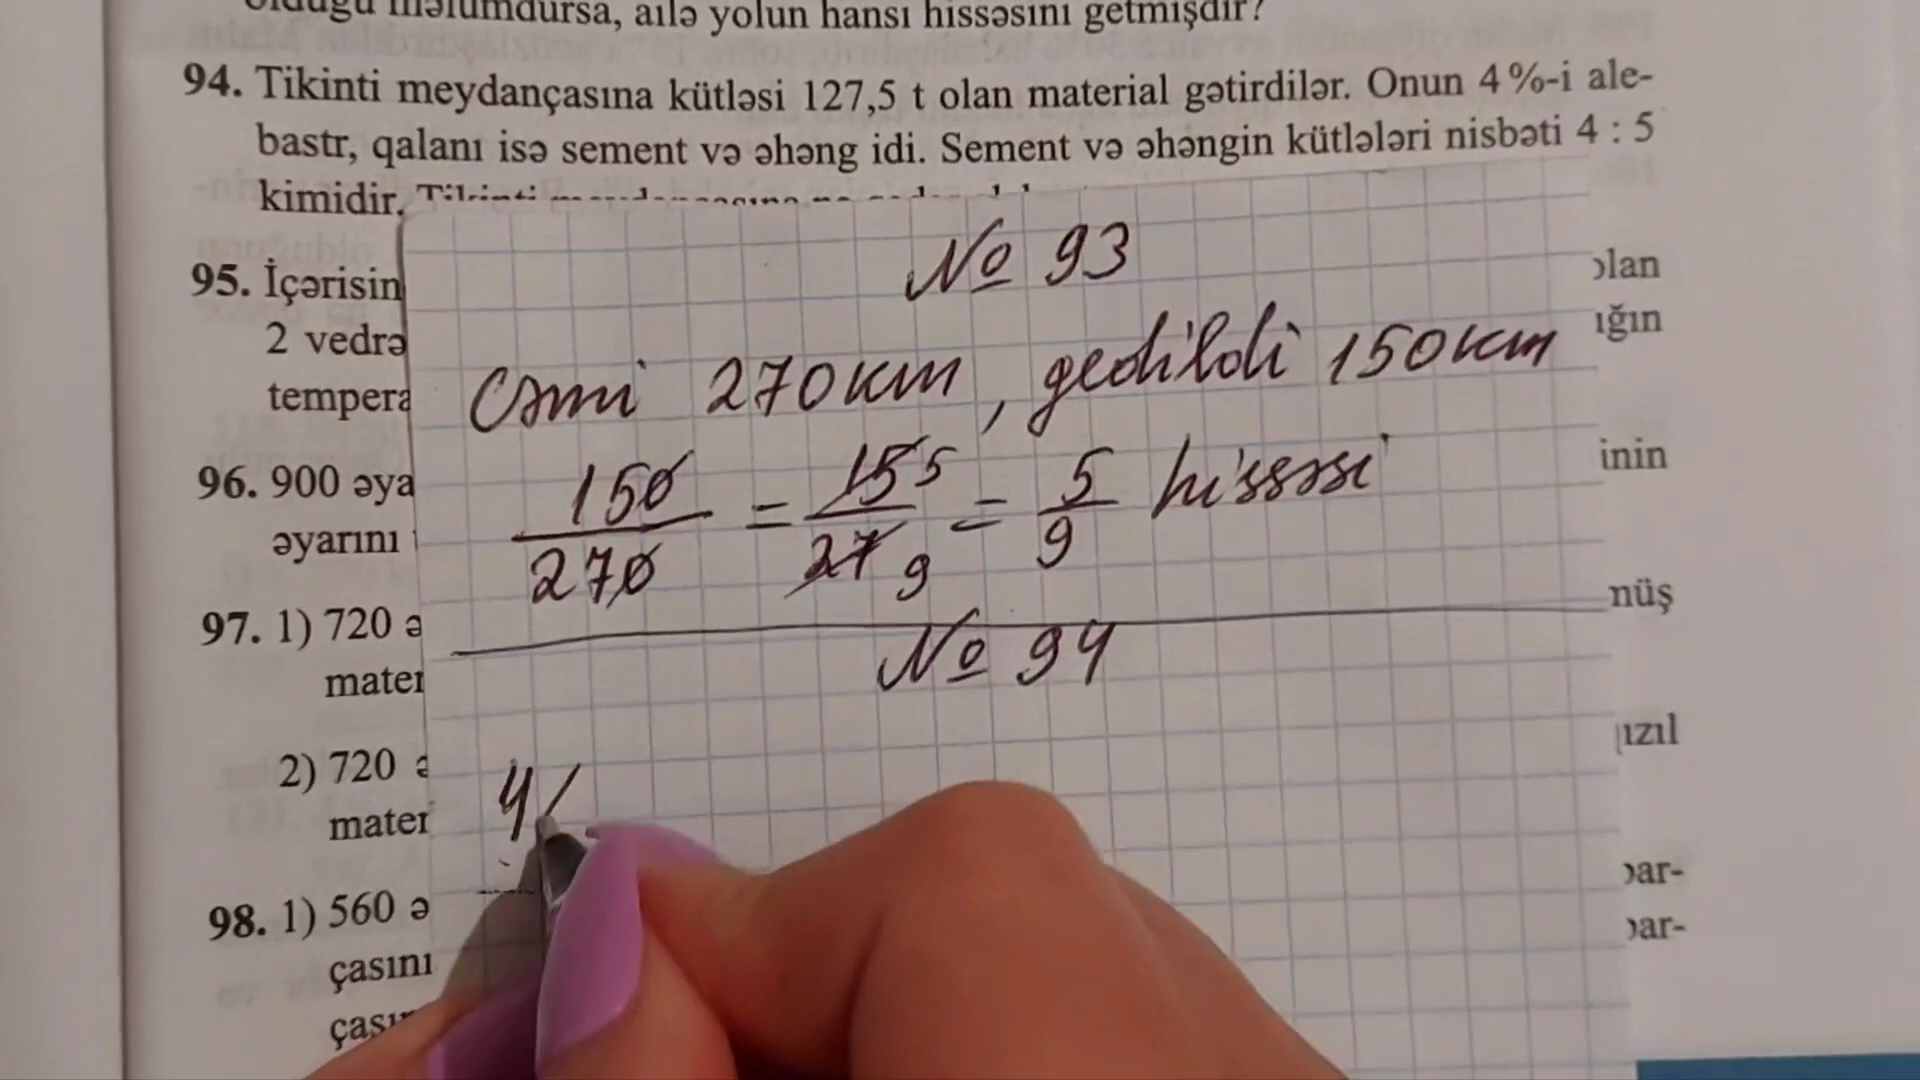 olduğu məlumdursa, ailə yolun hansı hissəsini getmişdir?
94. Tikinti meydançasına kütləsi 127,5 t olan material gətirdilər. Onun 4 %-i ale-
bastr, qalanı isə sement və əhəng idi. Sement və əhəngin kütlələri nisbəti 4 : 5
kimidir.
№ 93
95. İçərisin
olan
2 vedrə
ığın
Cəmi 270 km, gedildi 150 km
tempera
150/270 = 15 5/27 9 = 5/9 hissəsi
96. 900 əya
inin
əyarını
97. 1) 720 ə
nüş
№ 94
mater
2) 720 ə
ızıl
4/
mater
98. 1) 560 ə
par-
çasını
par-